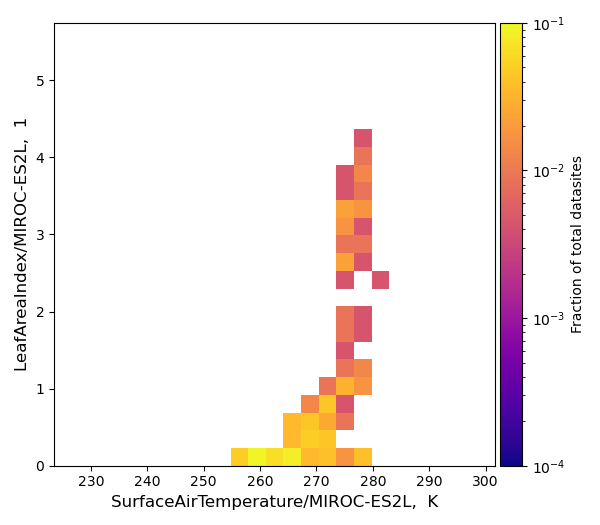 LeafAreaIndex/MIROC-ES2L, 1
5
4
3
2
1
0
230 240 250 260 270 280 290 300
SurfaceAirTemperature/MIROC-ES2L, K
10⁻¹
10⁻²
10⁻³
10⁻⁴
Fraction of total datasites